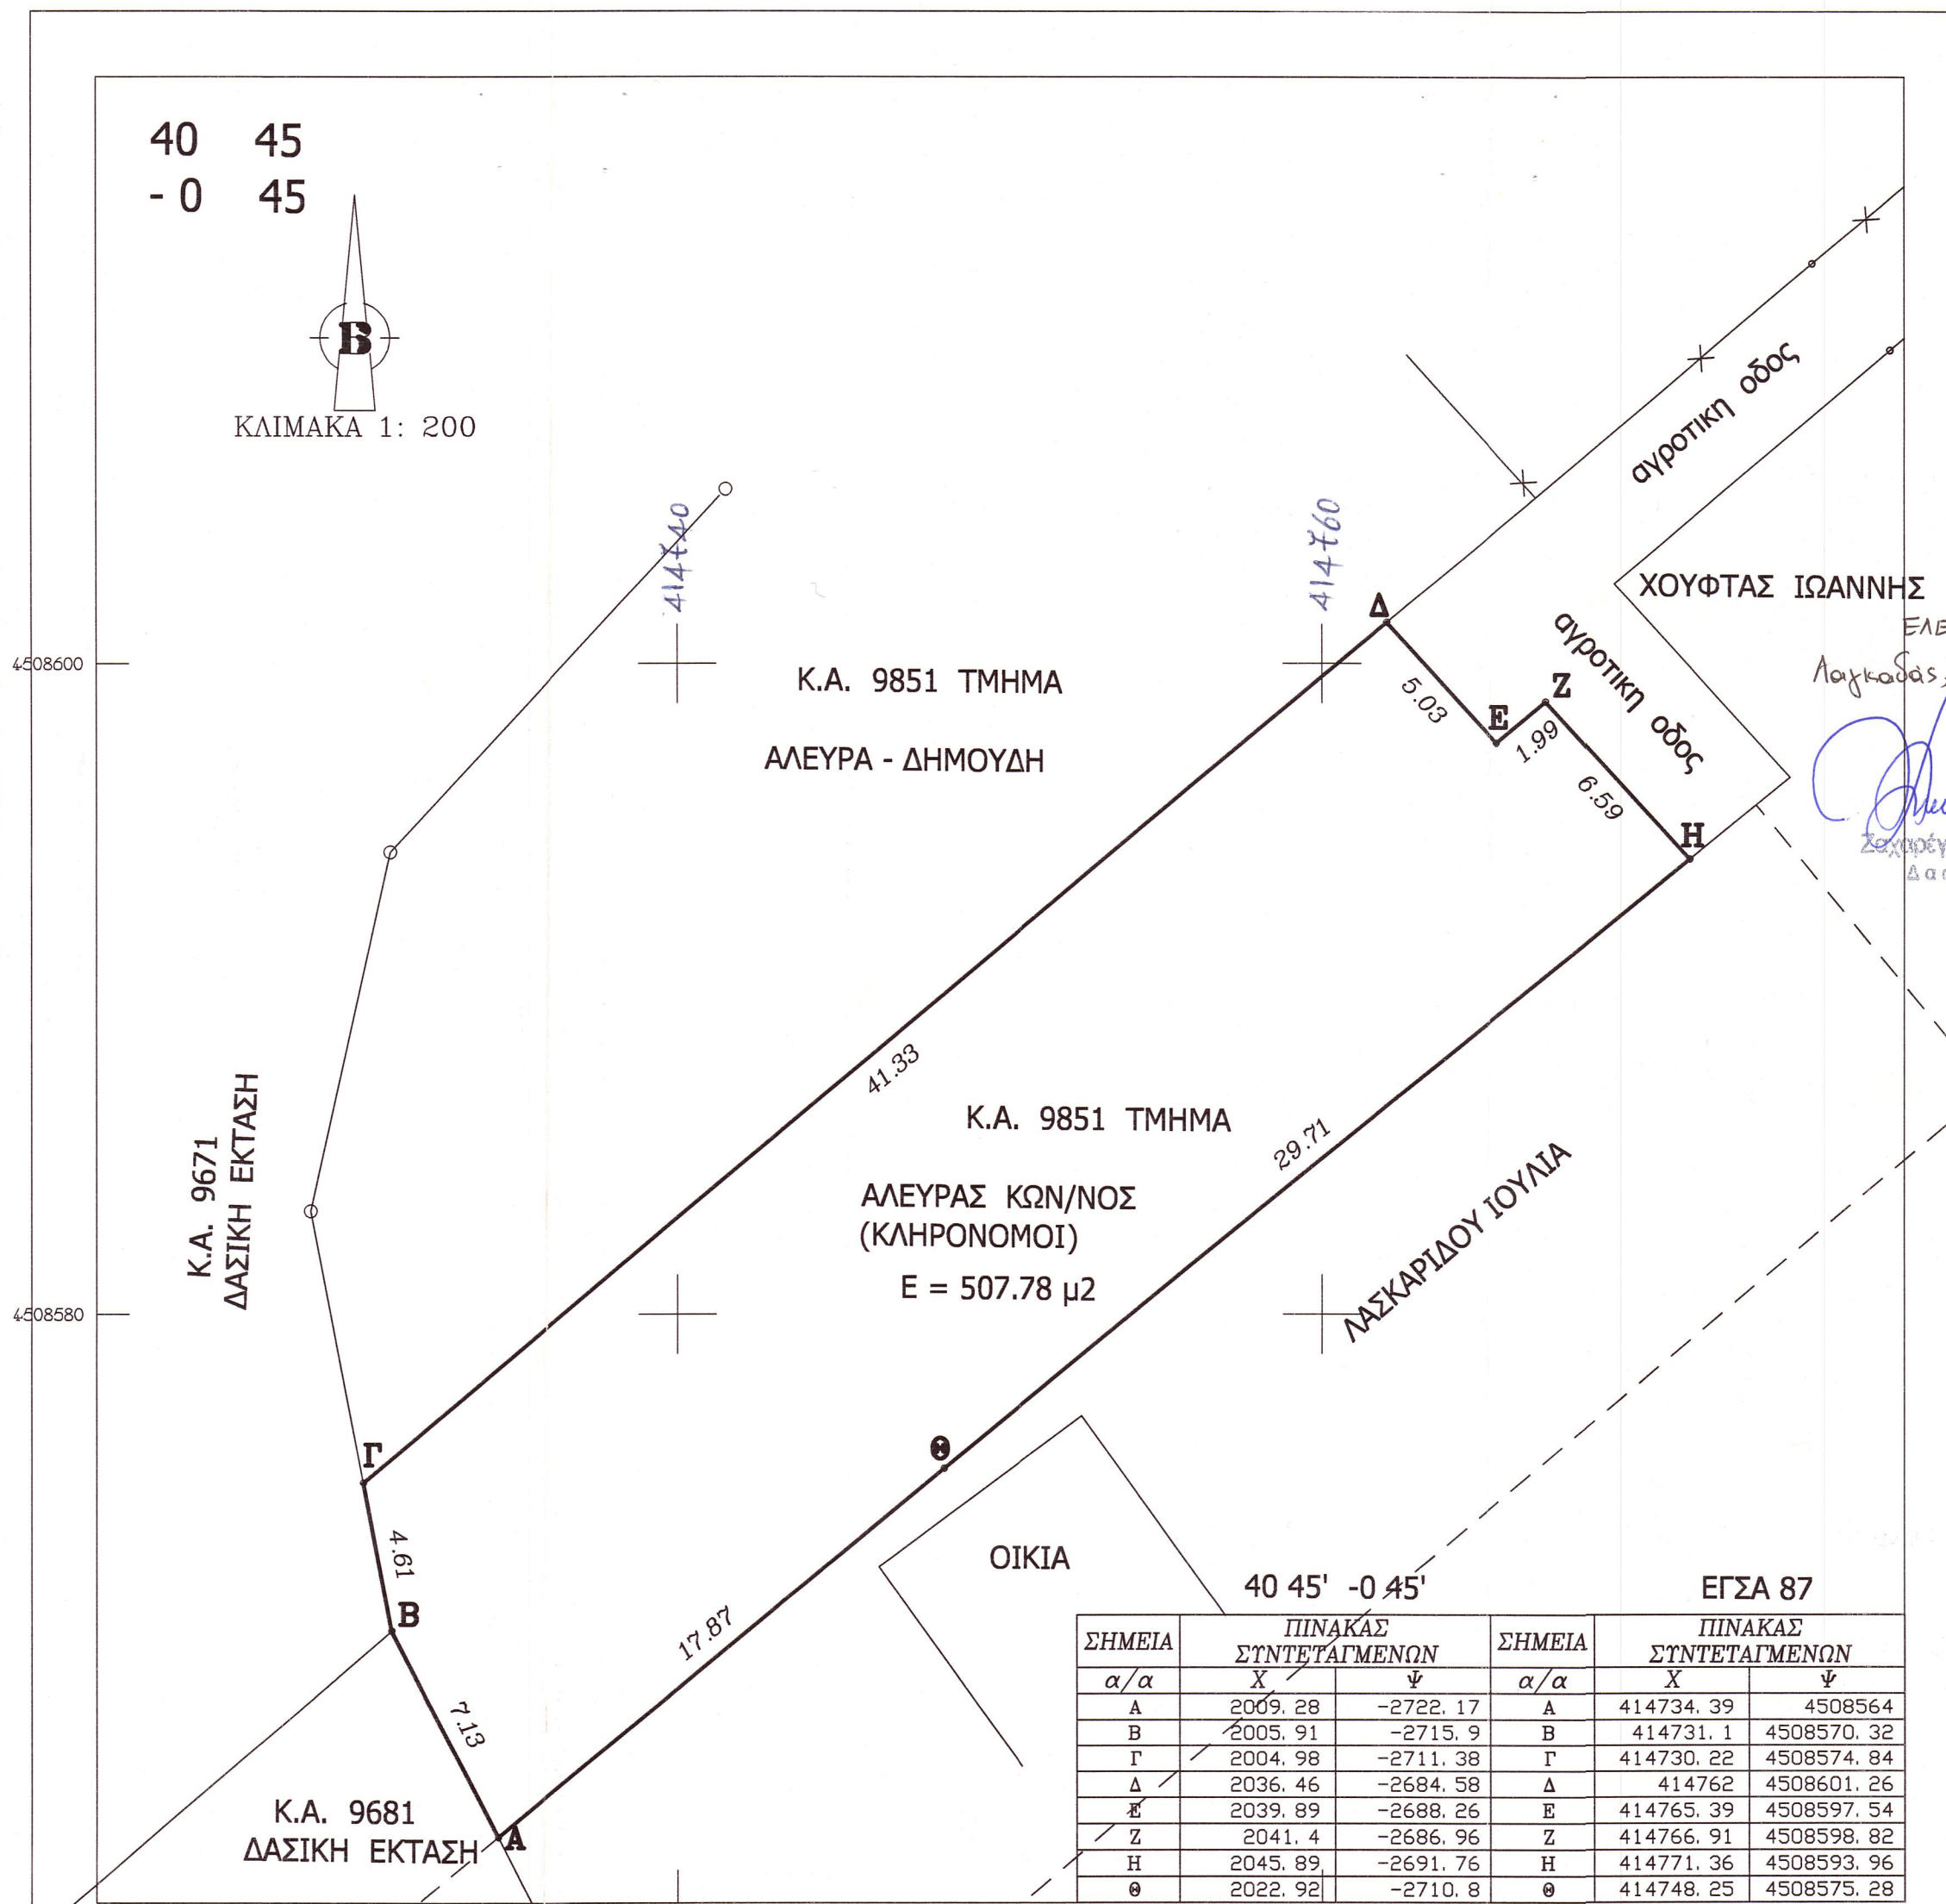 40 45
- 0 45
B
ΚΛΙΜΑΚΑ 1: 200
414740
414760
4508600
4508580
αγροτικη οδος
ΧΟΥΦΤΑΣ ΙΩΑΝΝΗΣ
ΕΛΕ
Λαγκαδάς,
αγροτικη οδος
Δ
Ε
Ζ
Η
5.03
1.99
6.59
Κ.Α. 9851 ΤΜΗΜΑ
ΑΛΕΥΡΑ - ΔΗΜΟΥΔΗ
41.33
Κ.Α. 9671
ΔΑΣΙΚΗ ΕΚΤΑΣΗ
Κ.Α. 9851 ΤΜΗΜΑ
29.71
ΑΛΕΥΡΑΣ ΚΩΝ/ΝΟΣ
(ΚΛΗΡΟΝΟΜΟΙ)
Ε = 507.78 μ2
ΛΑΣΚΑΡΙΔΟΥ ΙΟΥΛΙΑ
Γ
Θ
4.61
ΟΙΚΙΑ
Β
17.87
7.13
Κ.Α. 9681
ΔΑΣΙΚΗ ΕΚΤΑΣΗ
Α
40 45' -0 45' ΕΓΣΑ 87
ΣΗΜΕΙΑ ΠΙΝΑΚΑΣ ΣΥΝΤΕΤΑΓΜΕΝΩΝ ΣΗΜΕΙΑ ΠΙΝΑΚΑΣ ΣΥΝΤΕΤΑΓΜΕΝΩΝ
α/α Χ Ψ α/α Χ Ψ
Α 2009.28 -2722.17 Α 414734.39 4508564
Β 2005.91 -2715.9 Β 414731.1 4508570.32
Γ 2004.98 -2711.38 Γ 414730.22 4508574.84
Δ 2036.46 -2684.58 Δ 414762 4508601.26
Ε 2039.89 -2688.26 Ε 414765.39 4508597.54
Ζ 2041.4 -2686.96 Ζ 414766.91 4508598.82
Η 2045.89 -2691.76 Η 414771.36 4508593.96
Θ 2022.92 -2710.8 Θ 414748.25 4508575.28